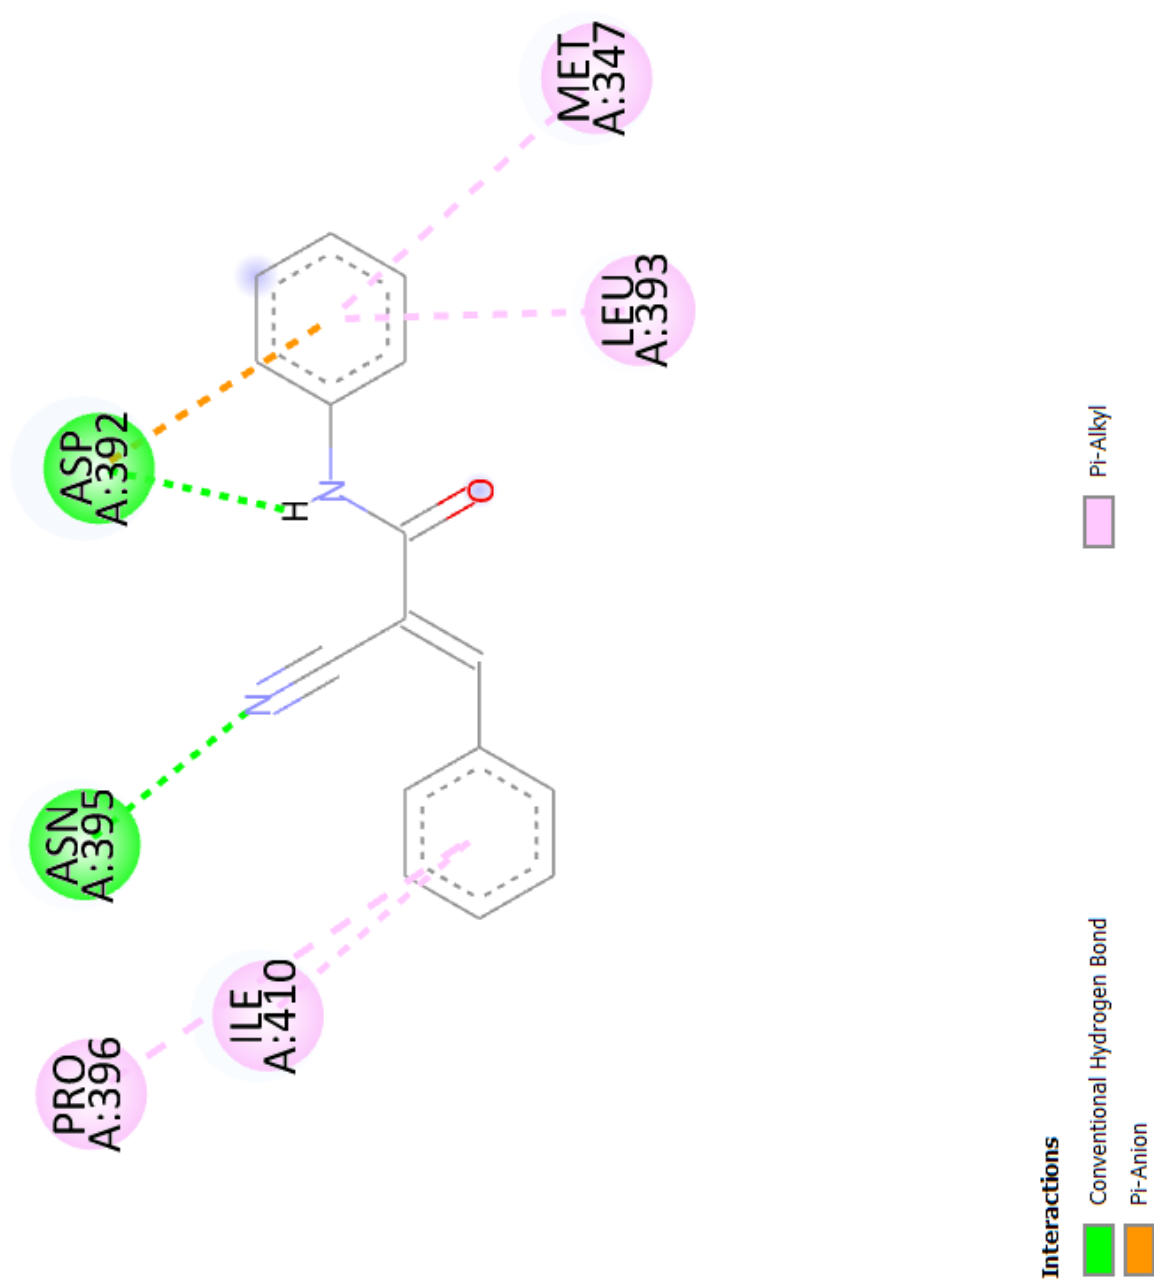 PRO
A:396
ILE
A:410
ASN
A:395
N
ASP
A:392
H
N
O
LEU
A:393
MET
A:347
Interactions
Conventional Hydrogen Bond
Pi-Anion
Pi-Alkyl